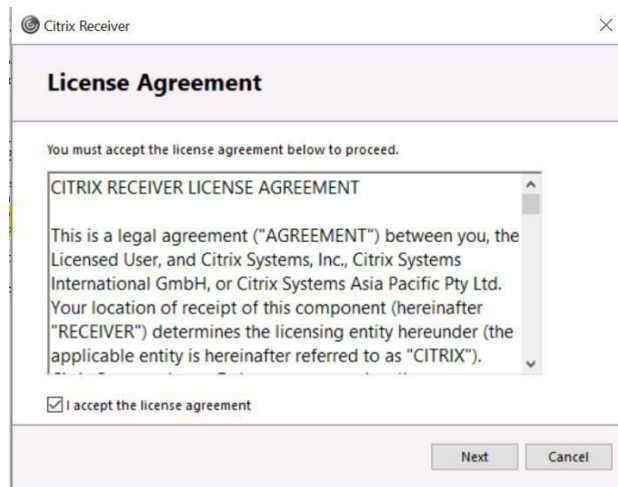 Citrix Receiver
License Agreement
You must accept the license agreement below to proceed.
CITRIX RECEIVER LICENSE AGREEMENT
This is a legal agreement ("AGREEMENT") between you, the
Licensed User, and Citrix Systems, Inc., Citrix Systems
International GmbH, or Citrix Systems Asia Pacific Pty Ltd.
Your location of receipt of this component (hereinafter
"RECEIVER") determines the licensing entity hereunder (the
applicable entity is hereinafter referred to as "CITRIX").
I accept the license agreement
Next Cancel